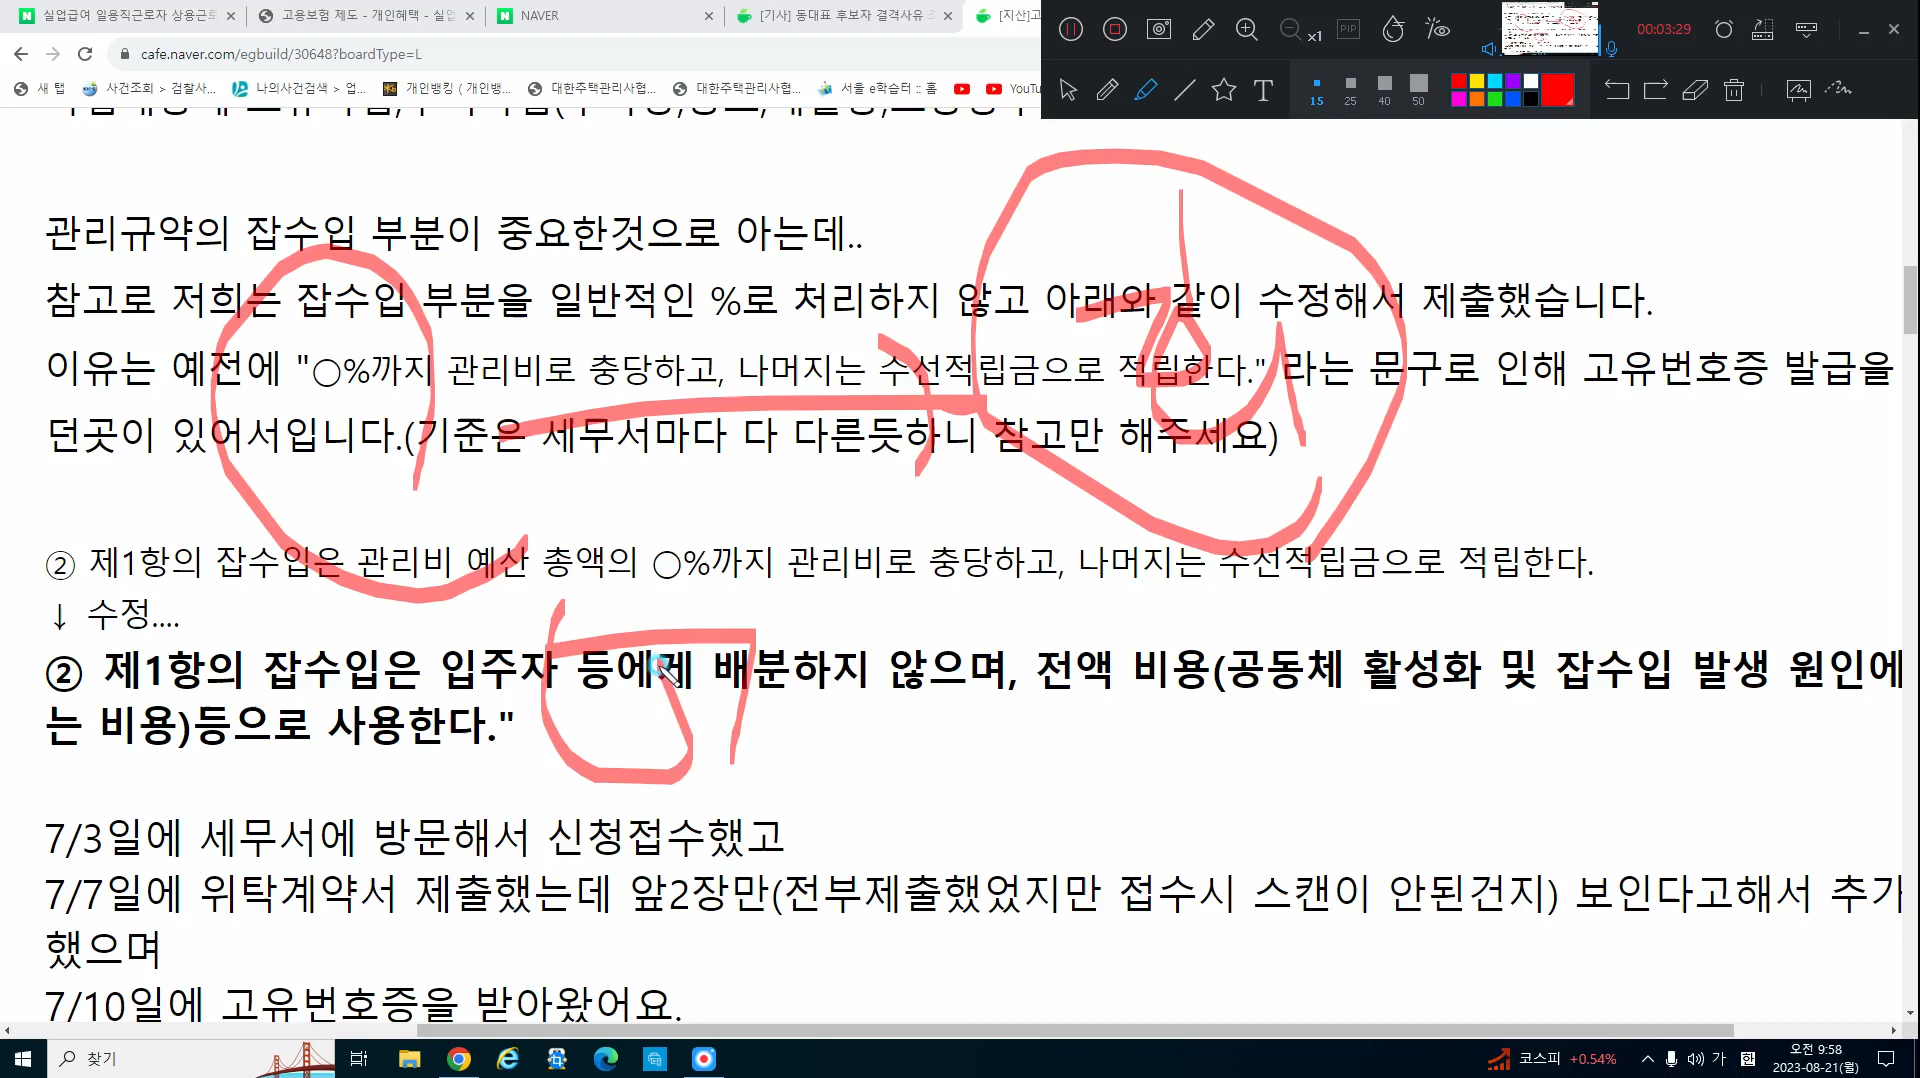 실업급여 일용직근로자 상용근로
고용보험 제도 - 개인혜택 - 실업
NAVER
[기사] 동대표 후보자 결격사유 조
[지산]고
cafe.naver.com/egbuild/30648?boardType=L
x1
PIP
00:03:29
새 탭
사건조회 > 검찰사...
나의사건검색 > 업...
개인뱅킹 ( 개인뱅...
대한주택관리사협...
대한주택관리사협...
서울 e학습터 :: 홈
YouTu
T
15
25
40
50
관리규약의 잡수입 부분이 중요한것으로 아는데..
참고로 저희는 잡수입 부분을 일반적인 %로 처리하지 않고 아래와 같이 수정해서 제출했습니다.
이유는 예전에 "○%까지 관리비로 충당하고, 나머지는 수선적립금으로 적립한다." 라는 문구로 인해 고유번호증 발급을
던곳이 있어서입니다.(기준은 세무서마다 다 다른듯하니 참고만 해주세요)
② 제1항의 잡수입은 관리비 예산 총액의 ○%까지 관리비로 충당하고, 나머지는 수선적립금으로 적립한다.
↓ 수정....
② 제1항의 잡수입은 입주자 등에게 배분하지 않으며, 전액 비용(공동체 활성화 및 잡수입 발생 원인에
는 비용)등으로 사용한다."
7/3일에 세무서에 방문해서 신청접수했고
7/7일에 위탁계약서 제출했는데 앞2장만(전부제출했었지만 접수시 스캔이 안된건지) 보인다고해서 추가
했으며
7/10일에 고유번호증을 받아왔어요.
찾기
코스피 +0.54%
가
한
오전 9:58
2023-08-21(월)